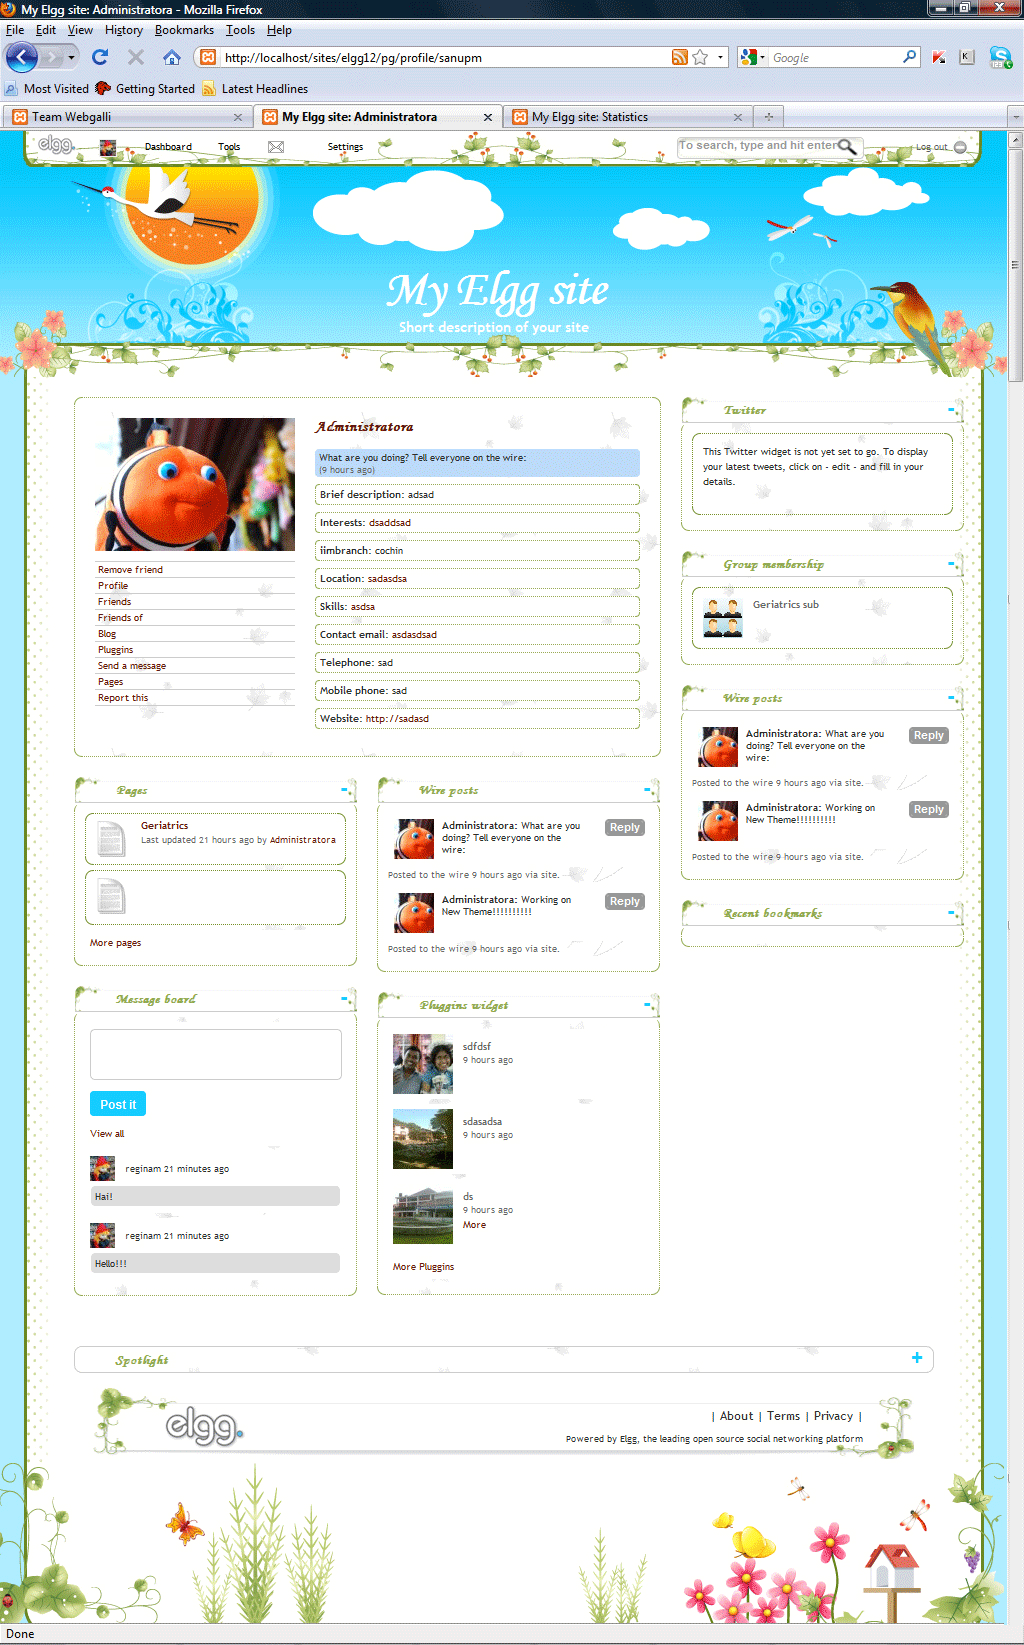 My Elgg site: Administratora - Mozilla Firefox
File Edit View History Bookmarks Tools Help
http://localhost/sites/elgg12/pg/profile/sanupm
Google
K
123
Most Visited Getting Started Latest Headlines
Team Webgalli
My Elgg site: Administratora
My Elgg site: Statistics
elgg. Dashboard Tools Settings To search, type and hit enter Log out
My Elgg site
Short description of your site
Administratora
What are you doing? Tell everyone on the wire:
(9 hours ago)
Brief description: adsad
Interests: dsaddsad
iimbranch: cochin
Location: sadasdsa
Skills: asdsa
Contact email: asdasdsad
Telephone: sad
Mobile phone: sad
Website: http://sadasd
Remove friend
Profile
Friends
Friends of
Blog
Pluggins
Send a message
Pages
Report this
Twitter
This Twitter widget is not yet set to go. To display
your latest tweets, click on - edit - and fill in your
details.
Group membership
Geriatrics sub
Wire posts
Administratora: What are you
doing? Tell everyone on the
wire:
Reply
Posted to the wire 9 hours ago via site.
Administratora: Working on
New Theme!!!!!!!!!!
Reply
Posted to the wire 9 hours ago via site.
Recent bookmarks
Pages
Geriatrics
Last updated 21 hours ago by Administratora
More pages
Wire posts
Administratora: What are you
doing? Tell everyone on the
wire:
Reply
Posted to the wire 9 hours ago via site.
Administratora: Working on
New Theme!!!!!!!!!!
Reply
Posted to the wire 9 hours ago via site.
Message board
Post it
View all
reginam 21 minutes ago
Hai!
reginam 21 minutes ago
Hello!!!
Pluggins widget
sdfdsf
9 hours ago
sdasadsa
9 hours ago
ds
9 hours ago
More
More Pluggins
Spotlight
elgg.
| About | Terms | Privacy |
Powered by Elgg, the leading open source social networking platform
Done